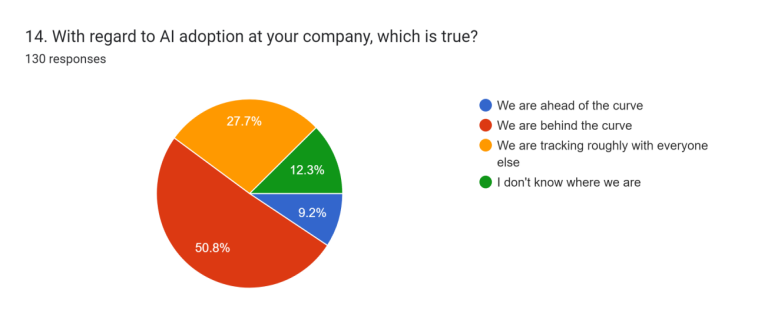 14. With regard to AI adoption at your company, which is true?
130 responses
27.7%
12.3%
9.2%
50.8%
We are ahead of the curve
We are behind the curve
We are tracking roughly with everyone
else
I don't know where we are